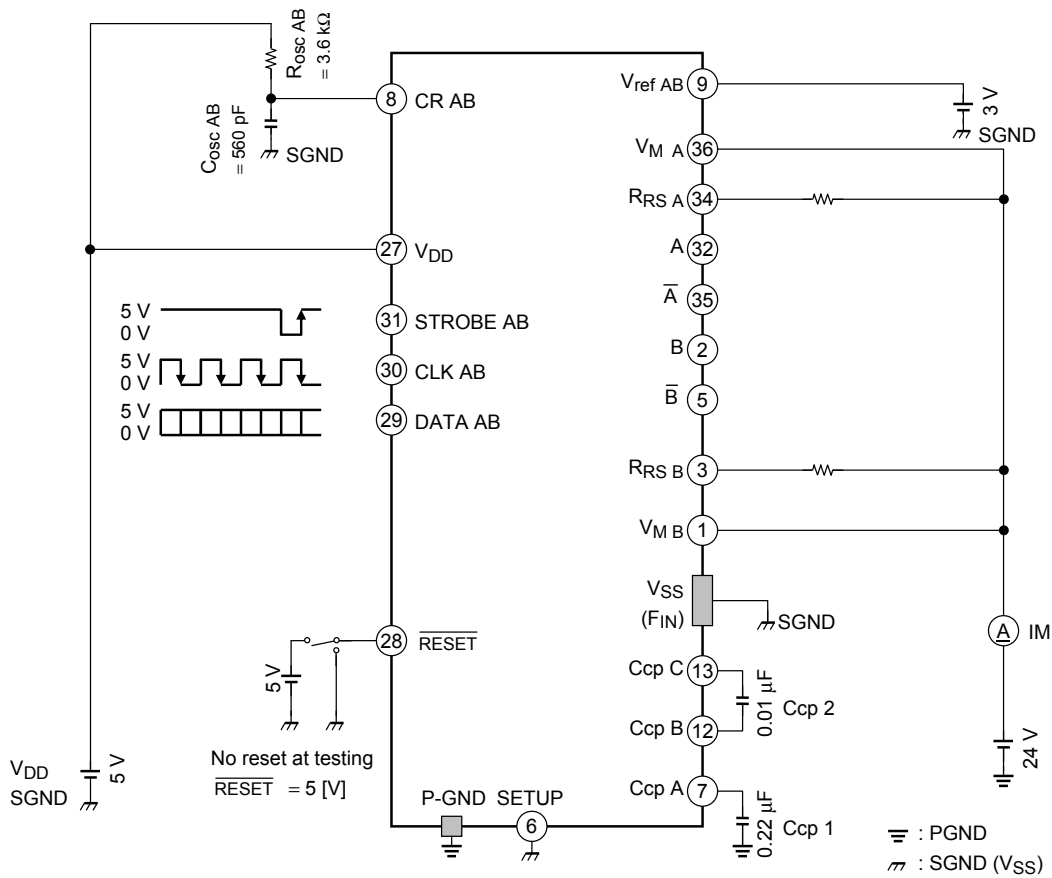 Rosc AB
= 3.6 kΩ
Cosc AB
= 560 pF
SGND
8 CR AB
27 VDD
5 V
0 V
31 STROBE AB
5 V
0 V
30 CLK AB
5 V
0 V
29 DATA AB
28 R̅E̅S̅E̅T̅
5 V
No reset at testing
R̅E̅S̅E̅T̅ = 5 [V]
VDD
SGND
5 V
P-GND
SETUP
6
Vref AB 9
3 V
SGND
VM A 36
RRS A 34
A 32
A̅ 35
B 2
B̅ 5
RRS B 3
VM B 1
VSS
(FIN)
SGND
A IM
Ccp C 13
0.01 μF
Ccp 2
Ccp B 12
24 V
Ccp A 7
0.22 μF
Ccp 1
: PGND
: SGND (VSS)